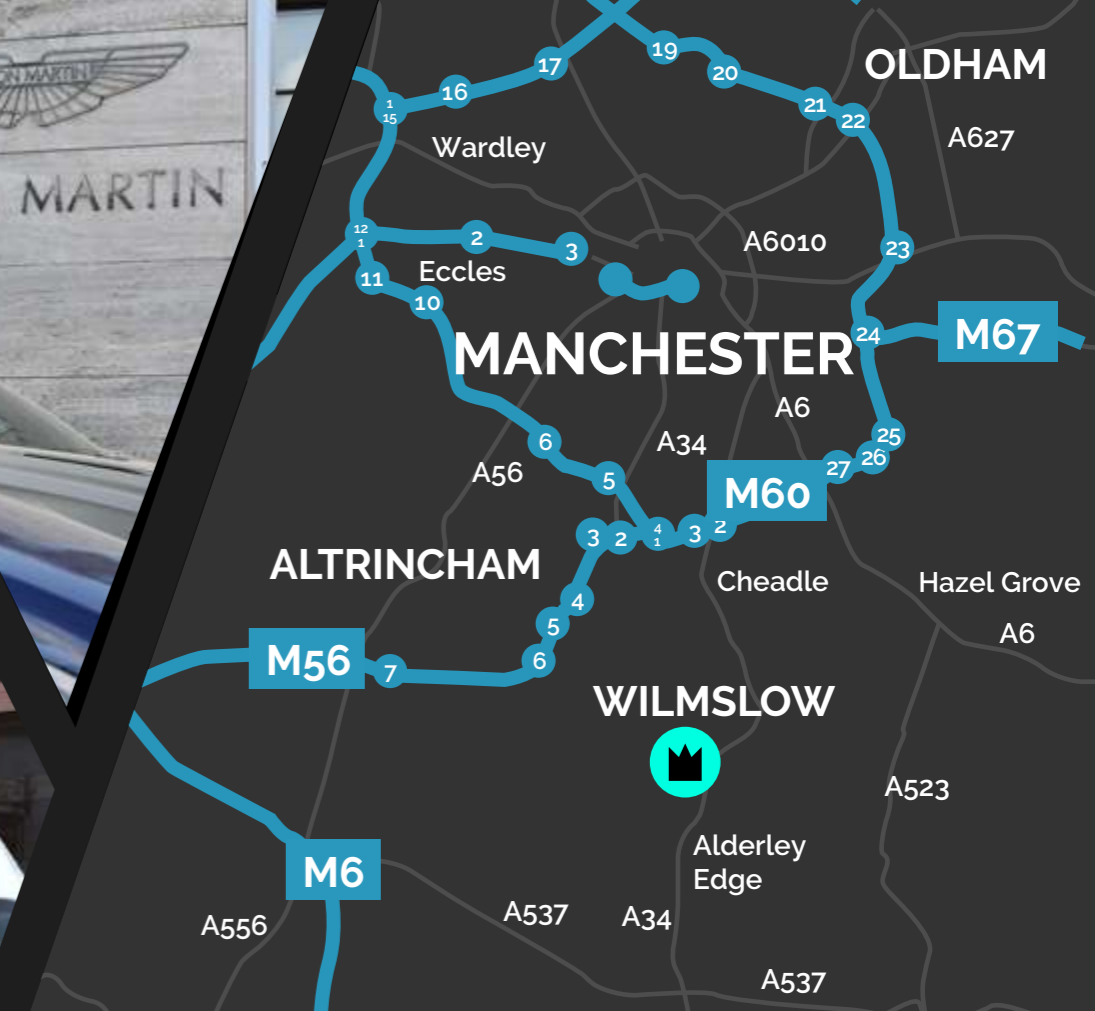 MARTIN
MARTIN
19
17
20
OLDHAM
16
21
1
15
22
A627
Wardley
12
1
2
3
A6010
23
Eccles
11
10
24
M67
MANCHESTER
A6
25
6
A34
26
27
A56
5
M60
3
2
4
1
3
2
ALTRINCHAM
Cheadle
Hazel Grove
4
5
A6
M56
7
6
WILMSLOW
A523
Alderley
Edge
M6
A556
A537
A34
A537